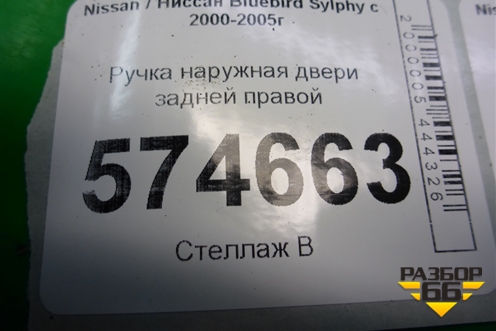 Nissan / Ниссан Bluebird Sylphy с
2000-2005г
Ручка наружная двери
задней правой
574663
Стеллаж В
2000005444326
РАЗБОР
66